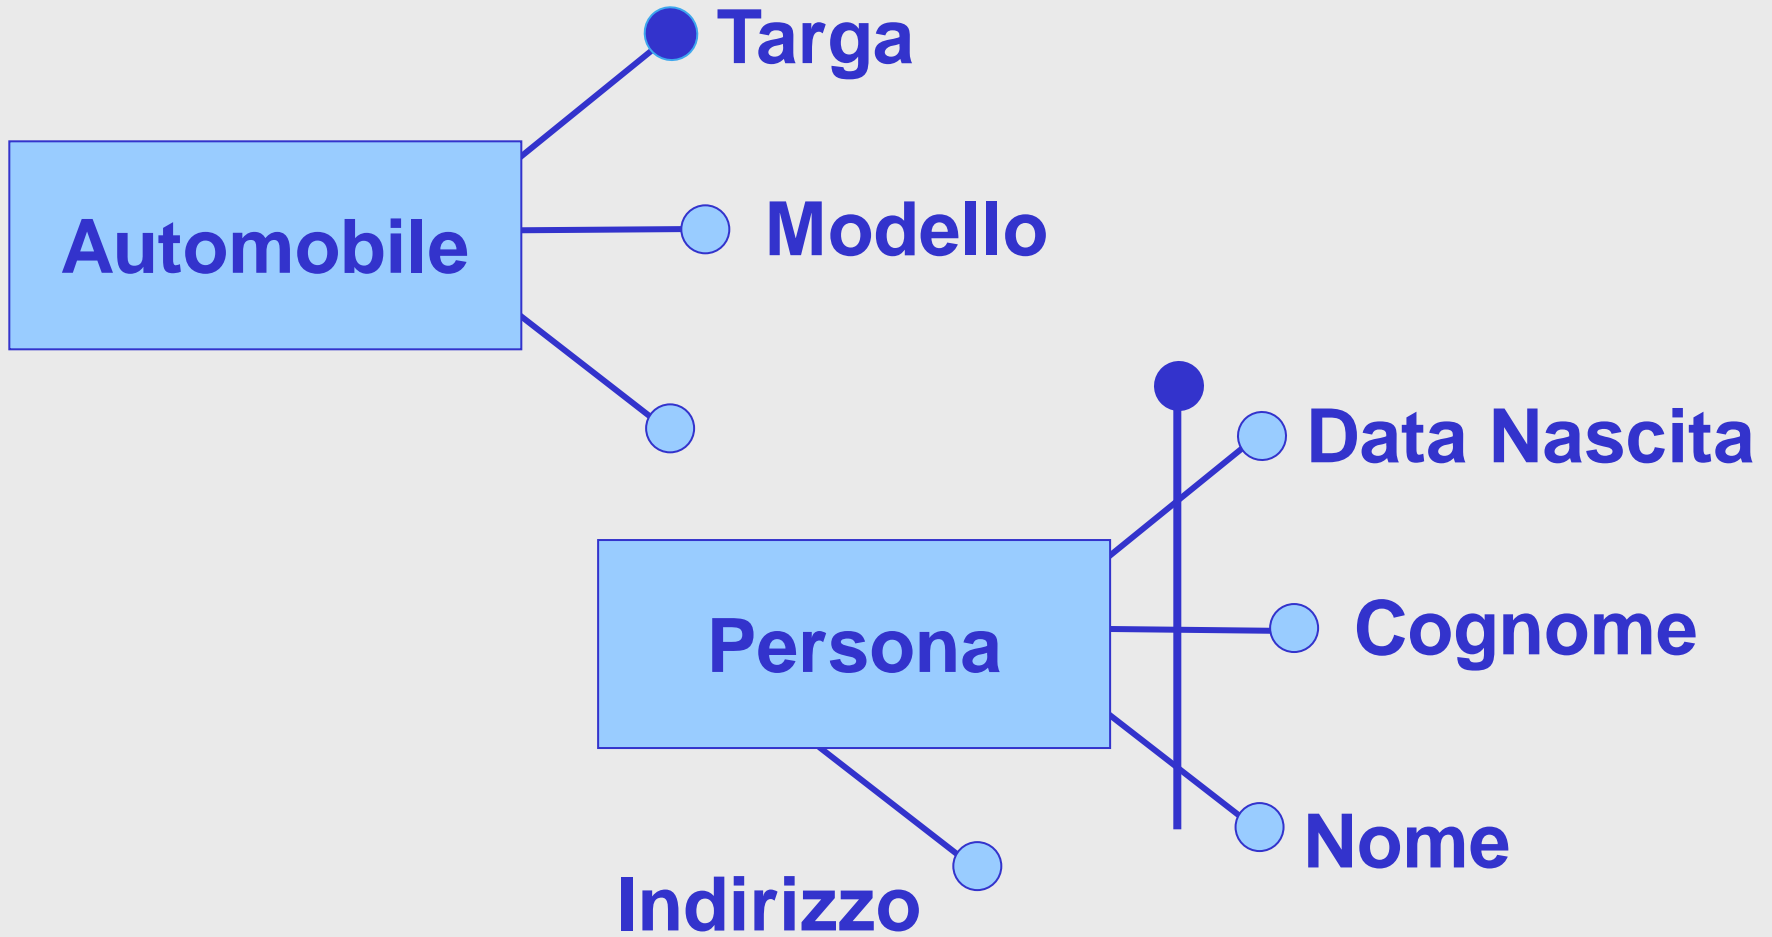 Targa
Automobile
Modello
Data Nascita
Persona
Cognome
Nome
Indirizzo